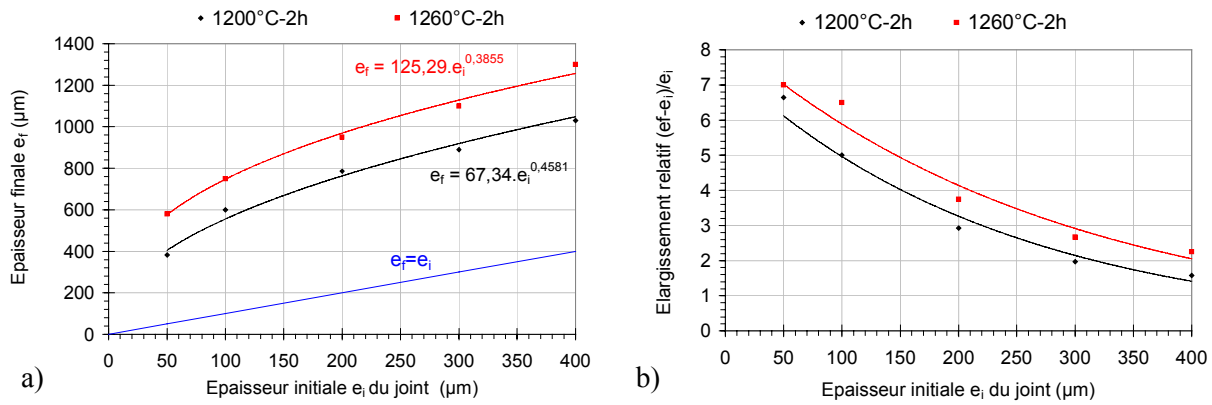 1200°C-2h
1260°C-2h
Epaisseur finale e_f (µm)
1400
1200
1000
800
600
400
200
0
e_f = 125,29.e_i^0,3855
e_f = 67,34.e_i^0,4581
e_f=e_i
0 50 100 150 200 250 300 350 400
Epaisseur initiale e_i du joint (µm)
a)
1200°C-2h
1260°C-2h
Elargissement relatif (ef-e_i)/e_i
8
7
6
5
4
3
2
1
0
0 50 100 150 200 250 300 350 400
Epaisseur initiale e_i du joint (µm)
b)